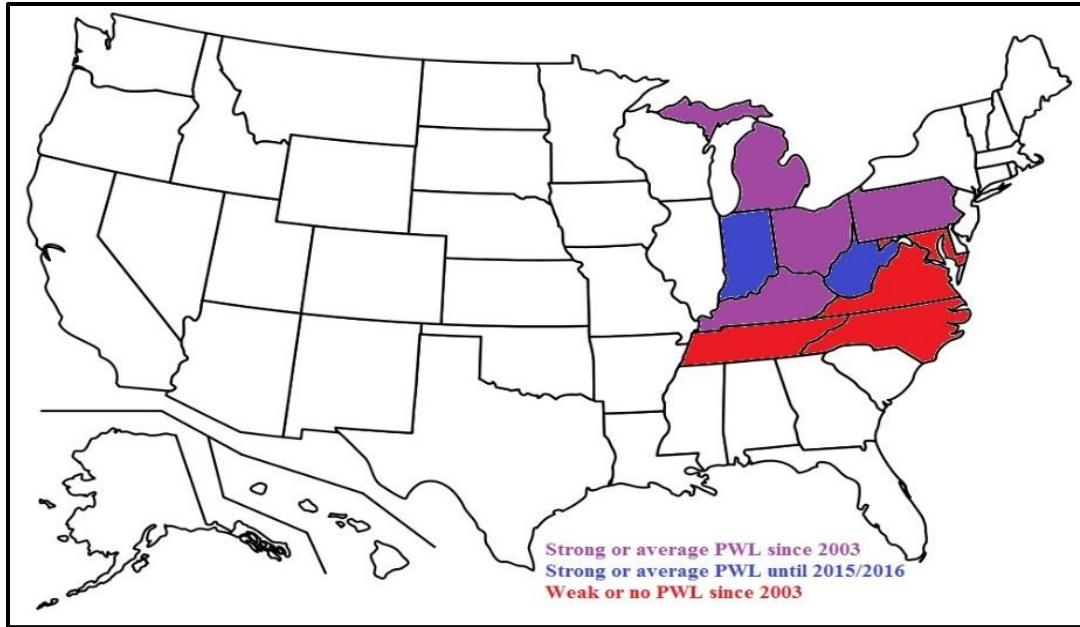 Strong or average PWL since 2003
Strong or average PWL until 2015/2016
Weak or no PWL since 2003